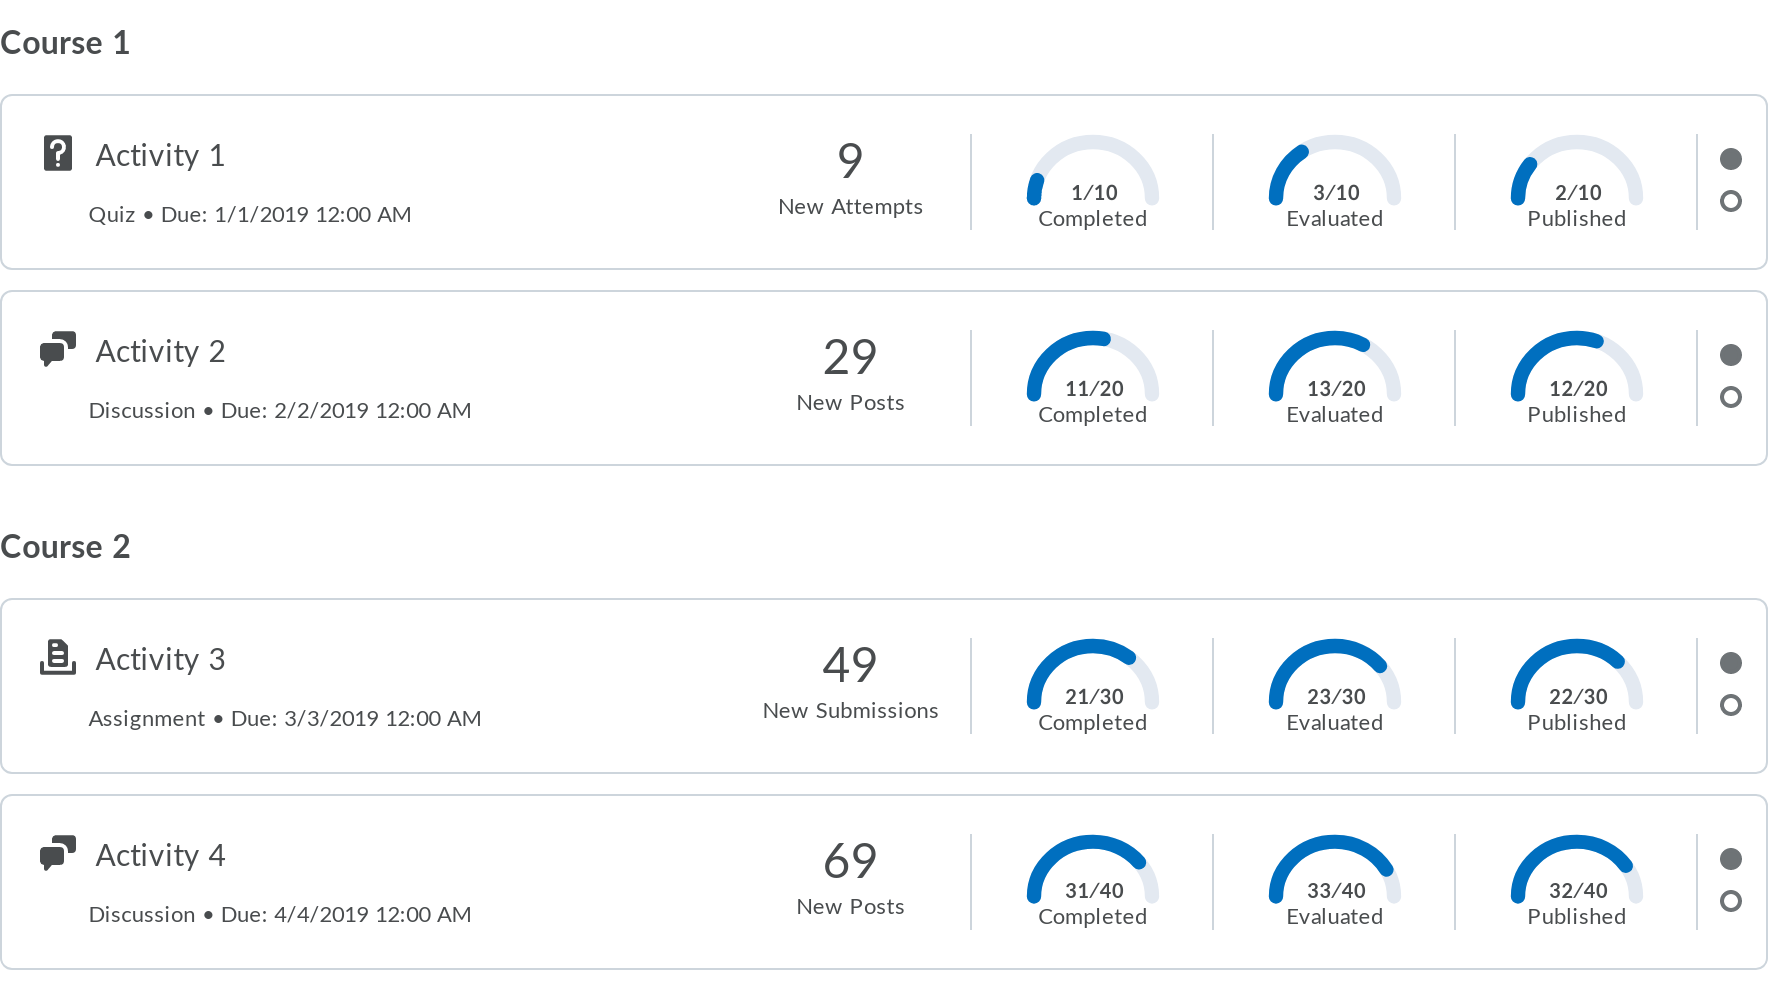 Course 1
Activity 1
Quiz • Due: 1/1/2019 12:00 AM
9
New Attempts
1/10
Completed
3/10
Evaluated
2/10
Published
Activity 2
Discussion • Due: 2/2/2019 12:00 AM
29
New Posts
11/20
Completed
13/20
Evaluated
12/20
Published
Course 2
Activity 3
Assignment • Due: 3/3/2019 12:00 AM
49
New Submissions
21/30
Completed
23/30
Evaluated
22/30
Published
Activity 4
Discussion • Due: 4/4/2019 12:00 AM
69
New Posts
31/40
Completed
33/40
Evaluated
32/40
Published